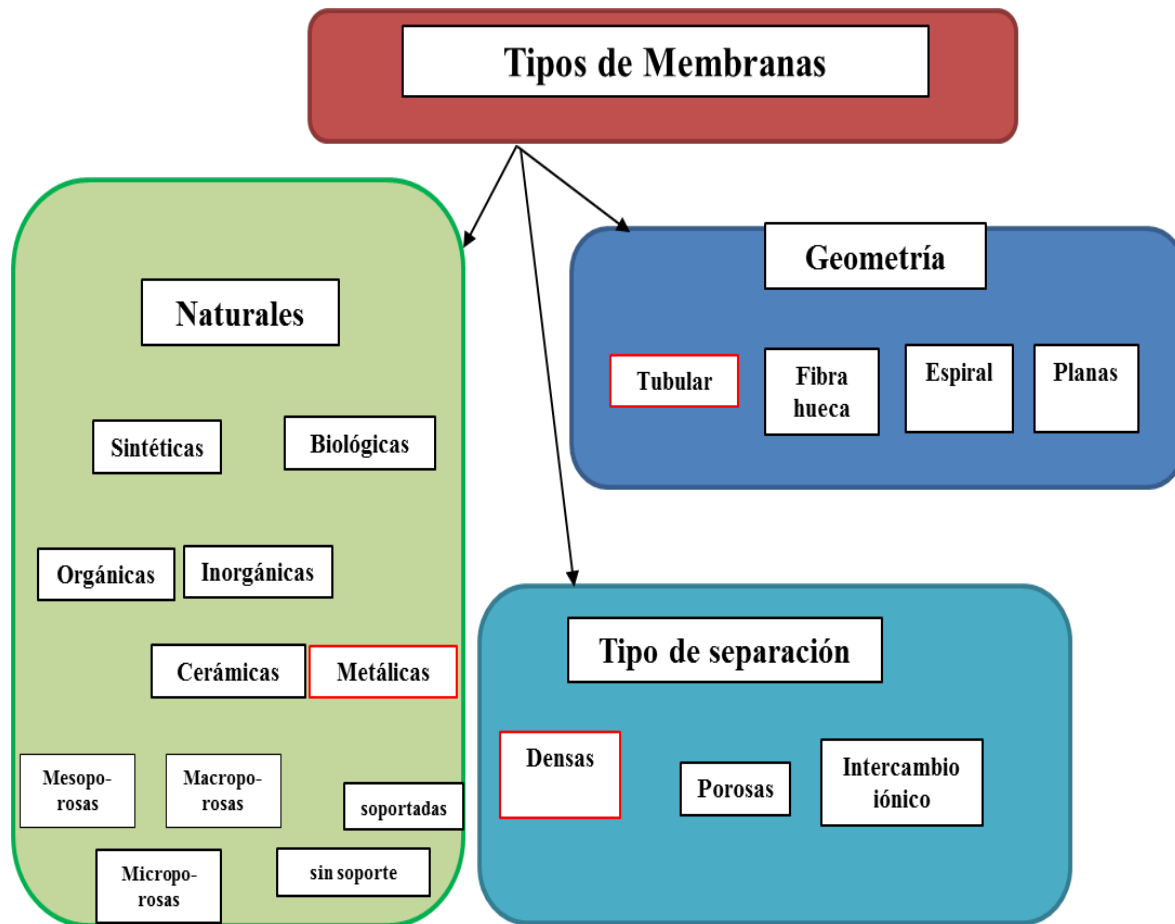 Tipos de Membranas
Naturales
Sintéticas
Biológicas
Orgánicas
Inorgánicas
Cerámicas
Metálicas
Mesopo-
rosas
Macropo-
rosas
soportadas
Micropo-
rosas
sin soporte
Geometría
Tubular
Fibra
hueca
Espiral
Planas
Tipo de separación
Densas
Porosas
Intercambio
iónico